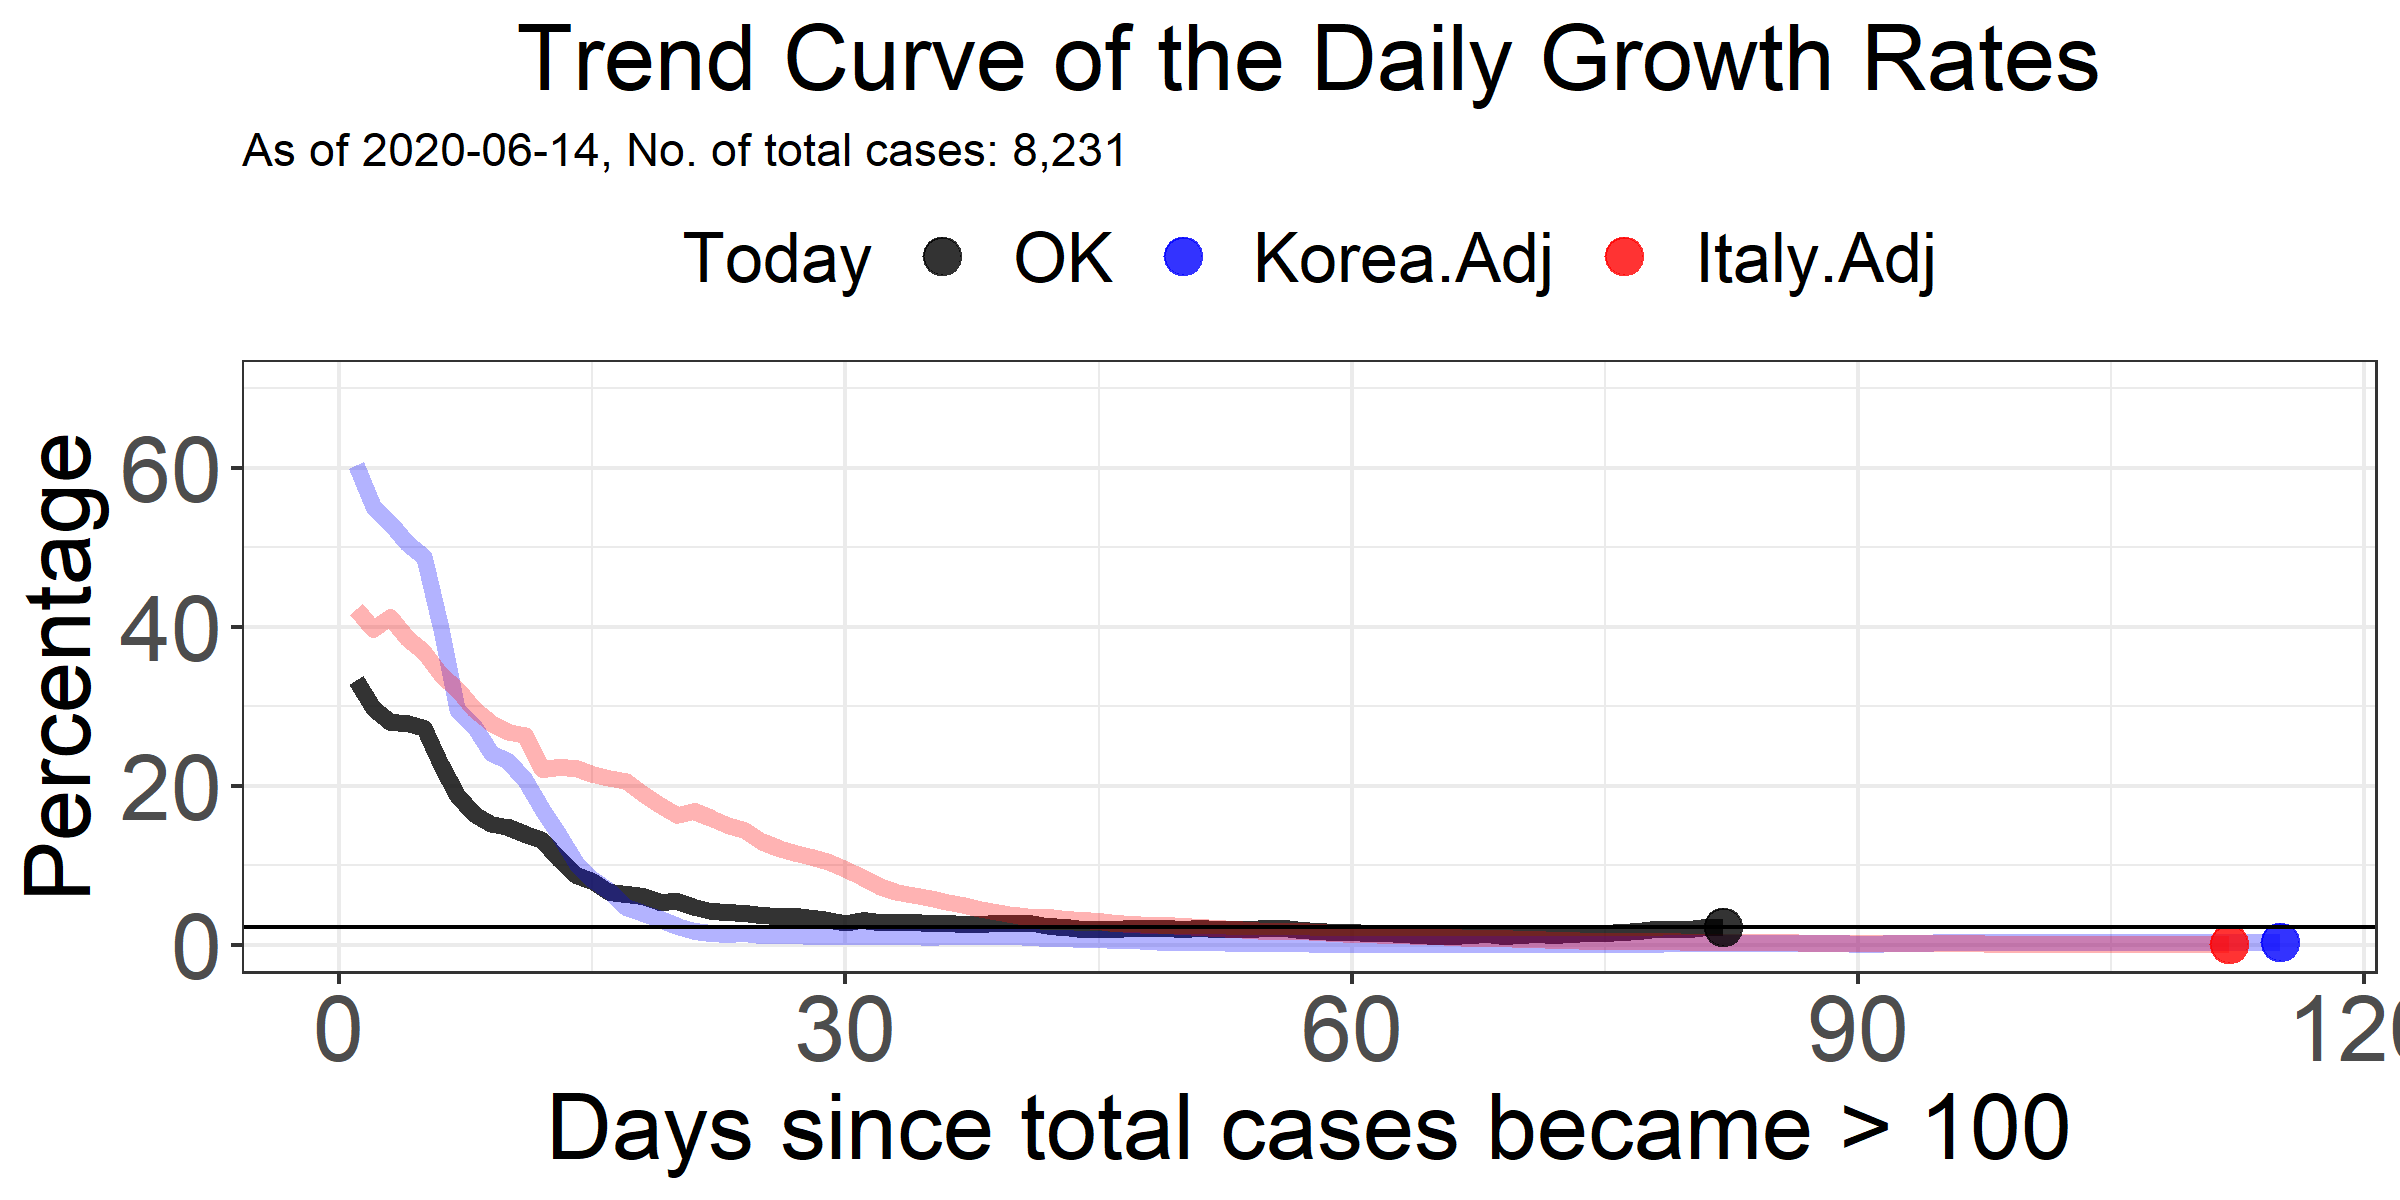 Trend Curve of the Daily Growth Rates
As of 2020-06-14, No. of total cases: 8,231
Today OK Korea.Adj Italy.Adj
Percentage
60
40
20
0
0 30 60 90 120
Days since total cases became > 100